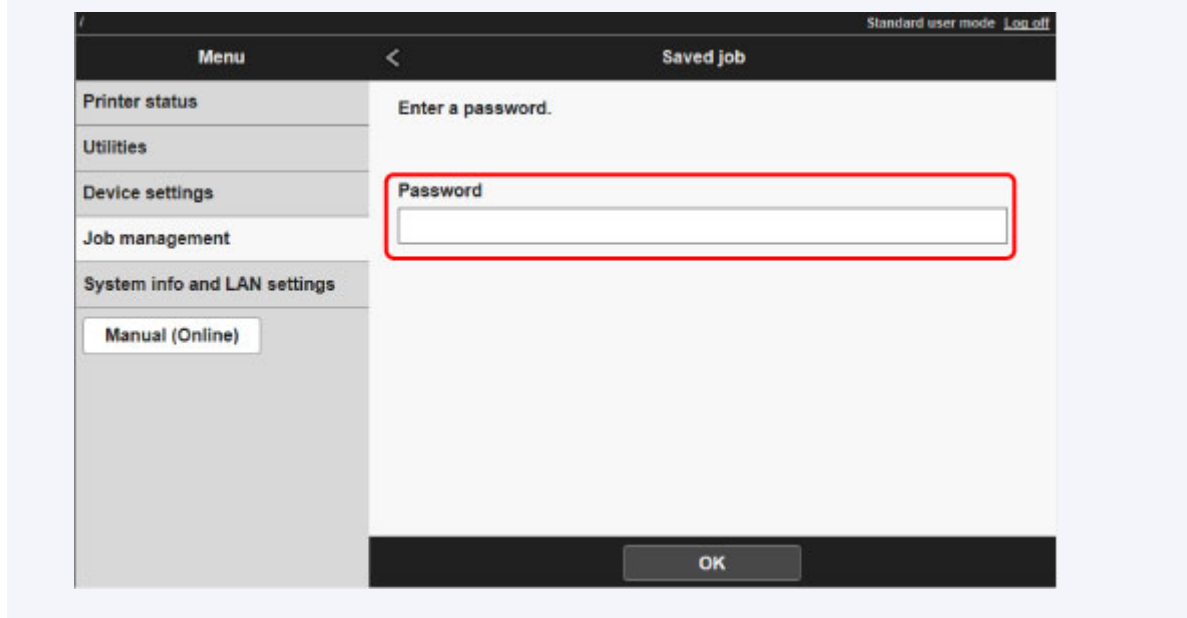 /
Standard user mode Log off
Menu
<
Saved job
Printer status
Utilities
Device settings
Job management
System info and LAN settings
Manual (Online)
Enter a password.
Password
OK